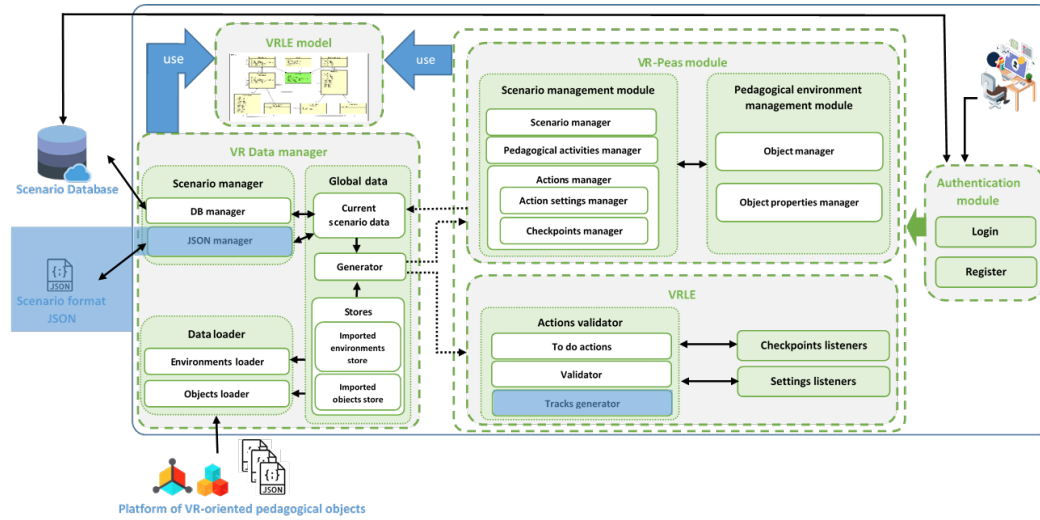 use
VRLE model
use
VR-Peas module
Scenario management module
Scenario manager
Pedagogical activities manager
Actions manager
Action settings manager
Checkpoints manager
Pedagogical environment
management module
Object manager
Object properties manager
Scenario Database
VR Data manager
Scenario manager
DB manager
JSON manager
Global data
Current
scenario data
Generator
Stores
Imported
environments
store
Imported
objects store
Data loader
Environments loader
Objects loader
{:}
JSON
Scenario format
JSON
VRLE
Actions validator
To do actions
Validator
Tracks generator
Checkpoints listeners
Settings listeners
Authentication
module
Login
Register
{:}
JSON
Platform of VR-oriented pedagogical objects